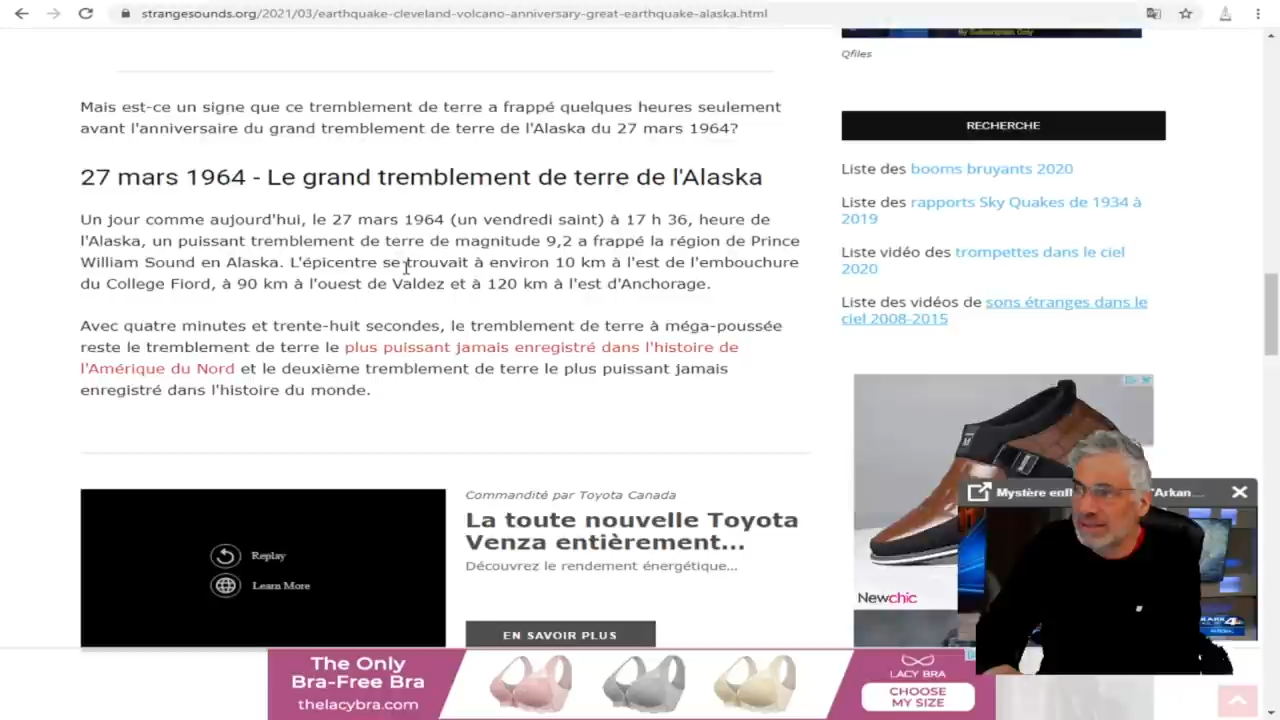 strangesounds.org/2021/03/earthquake-cleveland-volcano-anniversary-great-earthquake-alaska.html
By Subscription Only
Qfiles
Mais est-ce un signe que ce tremblement de terre a frappé quelques heures seulement
avant l'anniversaire du grand tremblement de terre de l'Alaska du 27 mars 1964?
27 mars 1964 - Le grand tremblement de terre de l'Alaska
Un jour comme aujourd'hui, le 27 mars 1964 (un vendredi saint) à 17 h 36, heure de
l'Alaska, un puissant tremblement de terre de magnitude 9,2 a frappé la région de Prince
William Sound en Alaska. L'épicentre se trouvait à environ 10 km à l'est de l'embouchure
du College Fiord, à 90 km à l'ouest de Valdez et à 120 km à l'est d'Anchorage.
Avec quatre minutes et trente-huit secondes, le tremblement de terre à méga-poussée
reste le tremblement de terre le plus puissant jamais enregistré dans l'histoire de
l'Amérique du Nord et le deuxième tremblement de terre le plus puissant jamais
enregistré dans l'histoire du monde.
RECHERCHE
Liste des booms bruyants 2020
Liste des rapports Sky Quakes de 1934 à
2019
Liste vidéo des trompettes dans le ciel
2020
Liste des vidéos de sons étranges dans le
ciel 2008-2015
Replay
Learn More
Commandité par Toyota Canada
La toute nouvelle Toyota
Venza entièrement...
Découvrez le rendement énergétique...
EN SAVOIR PLUS
Newchic
Mystère
Arkan...
4
The Only
Bra-Free Bra
thelacybra.com
LACY BRA
CHOOSE
MY SIZE